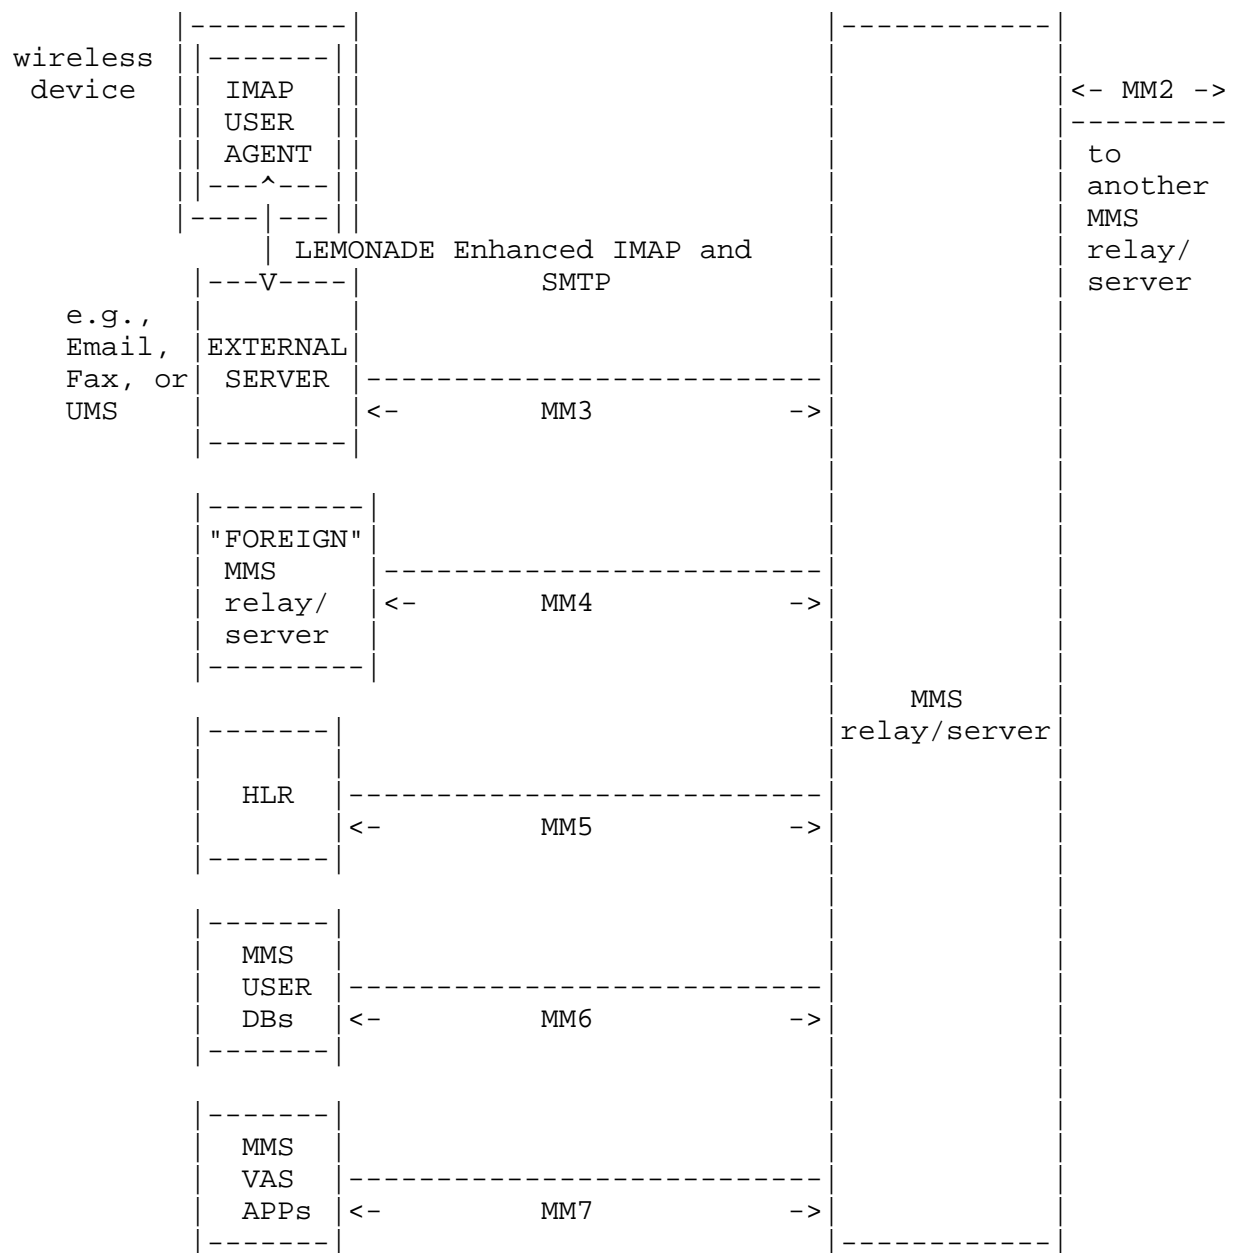 wireless
device
IMAP
USER
AGENT
<- MM2 ->
to
another
MMS
relay/
server
LEMONADE Enhanced IMAP and
SMTP
e.g.,
Email,
Fax, or
UMS
EXTERNAL
SERVER
<- MM3 ->
"FOREIGN"
MMS
relay/
server
<- MM4 ->
MMS
relay/server
HLR
<- MM5 ->
MMS
USER
DBs
<- MM6 ->
MMS
VAS
APPs
<- MM7 ->